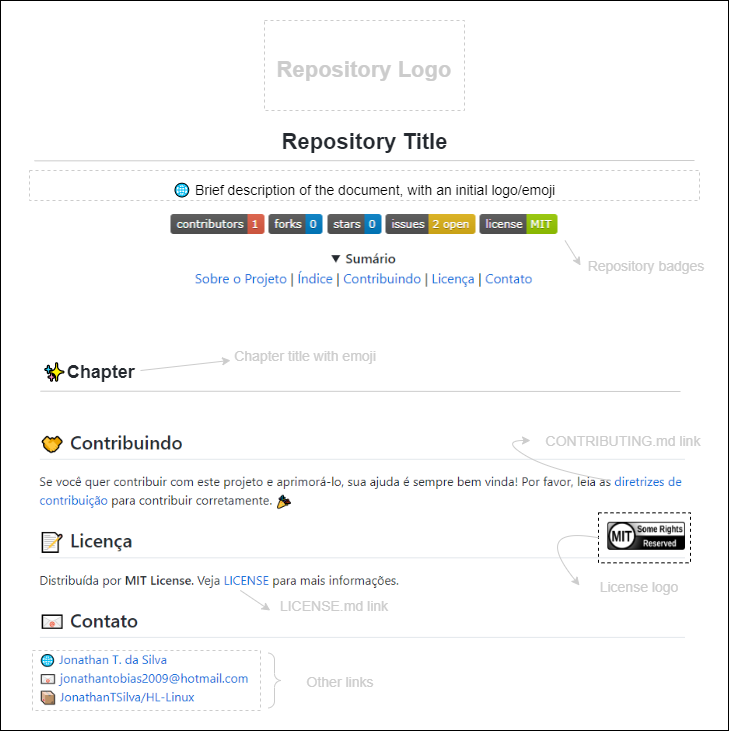 Repository Logo
Repository Title
Brief description of the document, with an initial logo/emoji
contributors 1 forks 0 stars 0 issues 2 open license MIT
Repository badges
▼ Sumário
Sobre o Projeto | Índice | Contribuindo | Licença | Contato
Chapter title with emoji
Chapter
Contribuindo
CONTRIBUTING.md link
Se você quer contribuir com este projeto e aprimorá-lo, sua ajuda é sempre bem vinda! Por favor, leia as diretrizes de
contribuição para contribuir corretamente.
Licença
MIT Some Rights
Reserved
Distribuída por MIT License. Veja LICENSE para mais informações.
License logo
LICENSE.md link
Contato
Jonathan T. da Silva
jonathantobias2009@hotmail.com
Other links
JonathanTSilva/HL-Linux